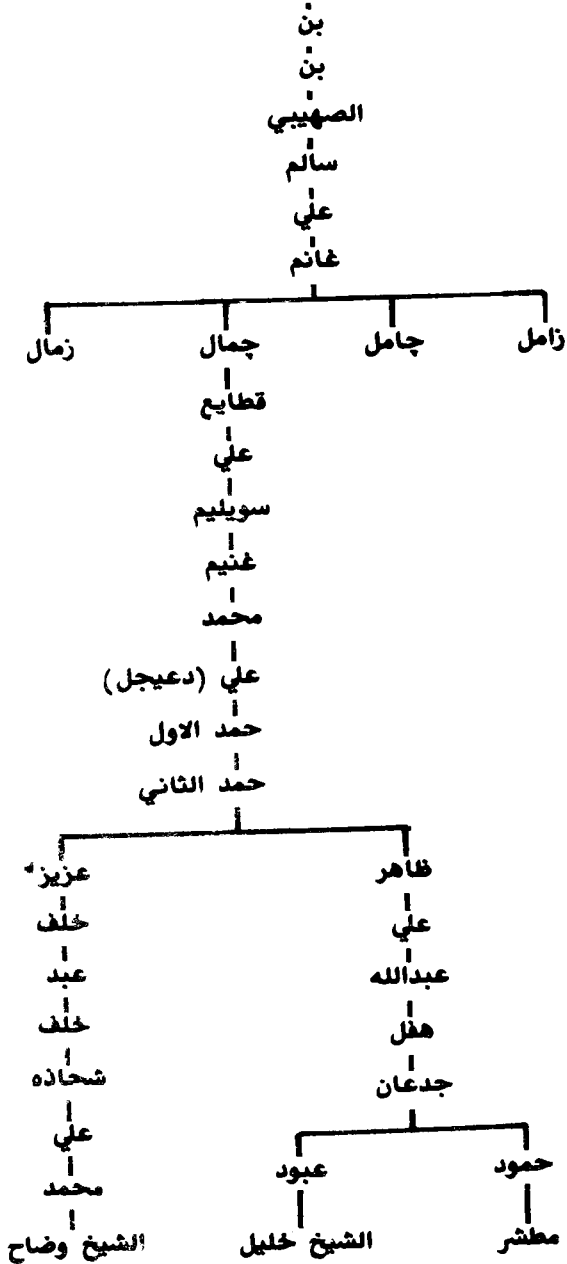 بن
بن
الصهيبي
سالم
علي
غانم
زامل چامل چمال زمال
قطايع
علي
سويليم
غنيم
محمد
علي (دعيجل)
حمد الاول
حمد الثاني
ظاهر عزيز*
علي خلف
عبدالله عبد
هفل خلف
جدعان شحاذه
علي
حمود عبود محمد
مطشر الشيخ خليل الشيخ وضاح